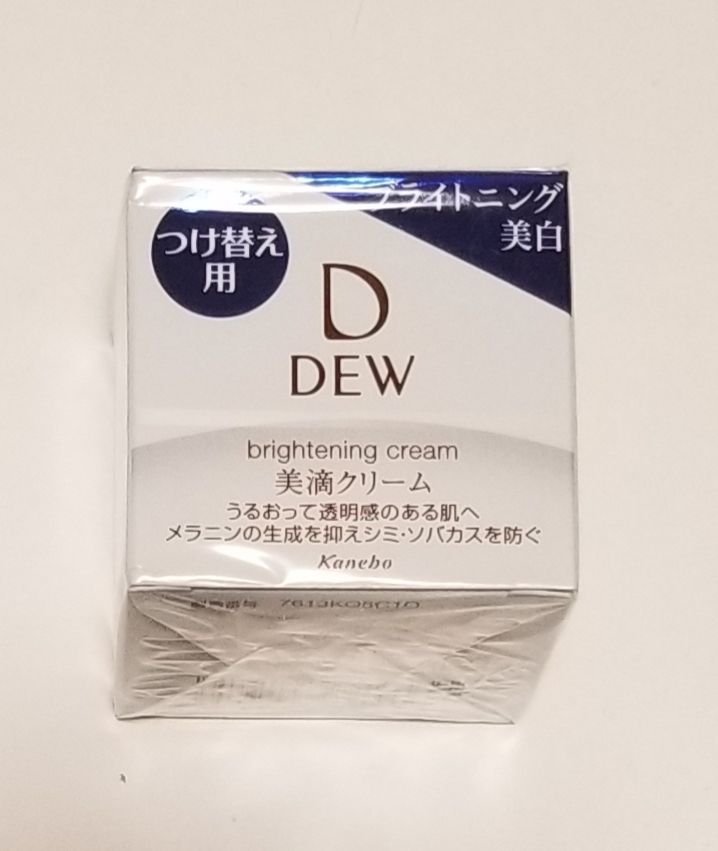 ブライトニング
美白
つけ替え
用
D
DEW
brightening cream
美滴クリーム
うるおって透明感のある肌へ
メラニンの生成を抑えシミ・ソバカスを防ぐ
Kanebo